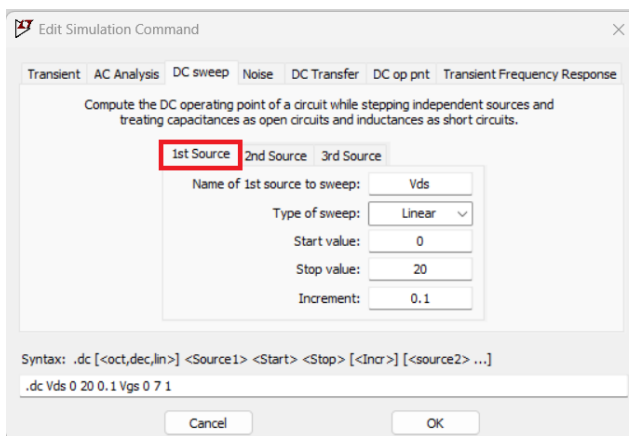 Edit Simulation Command
Transient AC Analysis DC sweep Noise DC Transfer DC op pnt Transient Frequency Response
Compute the DC operating point of a circuit while stepping independent sources and
treating capacitances as open circuits and inductances as short circuits.
1st Source 2nd Source 3rd Source
Name of 1st source to sweep: Vds
Type of sweep: Linear
Start value: 0
Stop value: 20
Increment: 0.1
Syntax: .dc [<oct,dec,lin>] <Source1> <Start> <Stop> [<Incr>] [<source2> ...]
.dc Vds 0 20 0.1 Vgs 0 7 1
Cancel OK